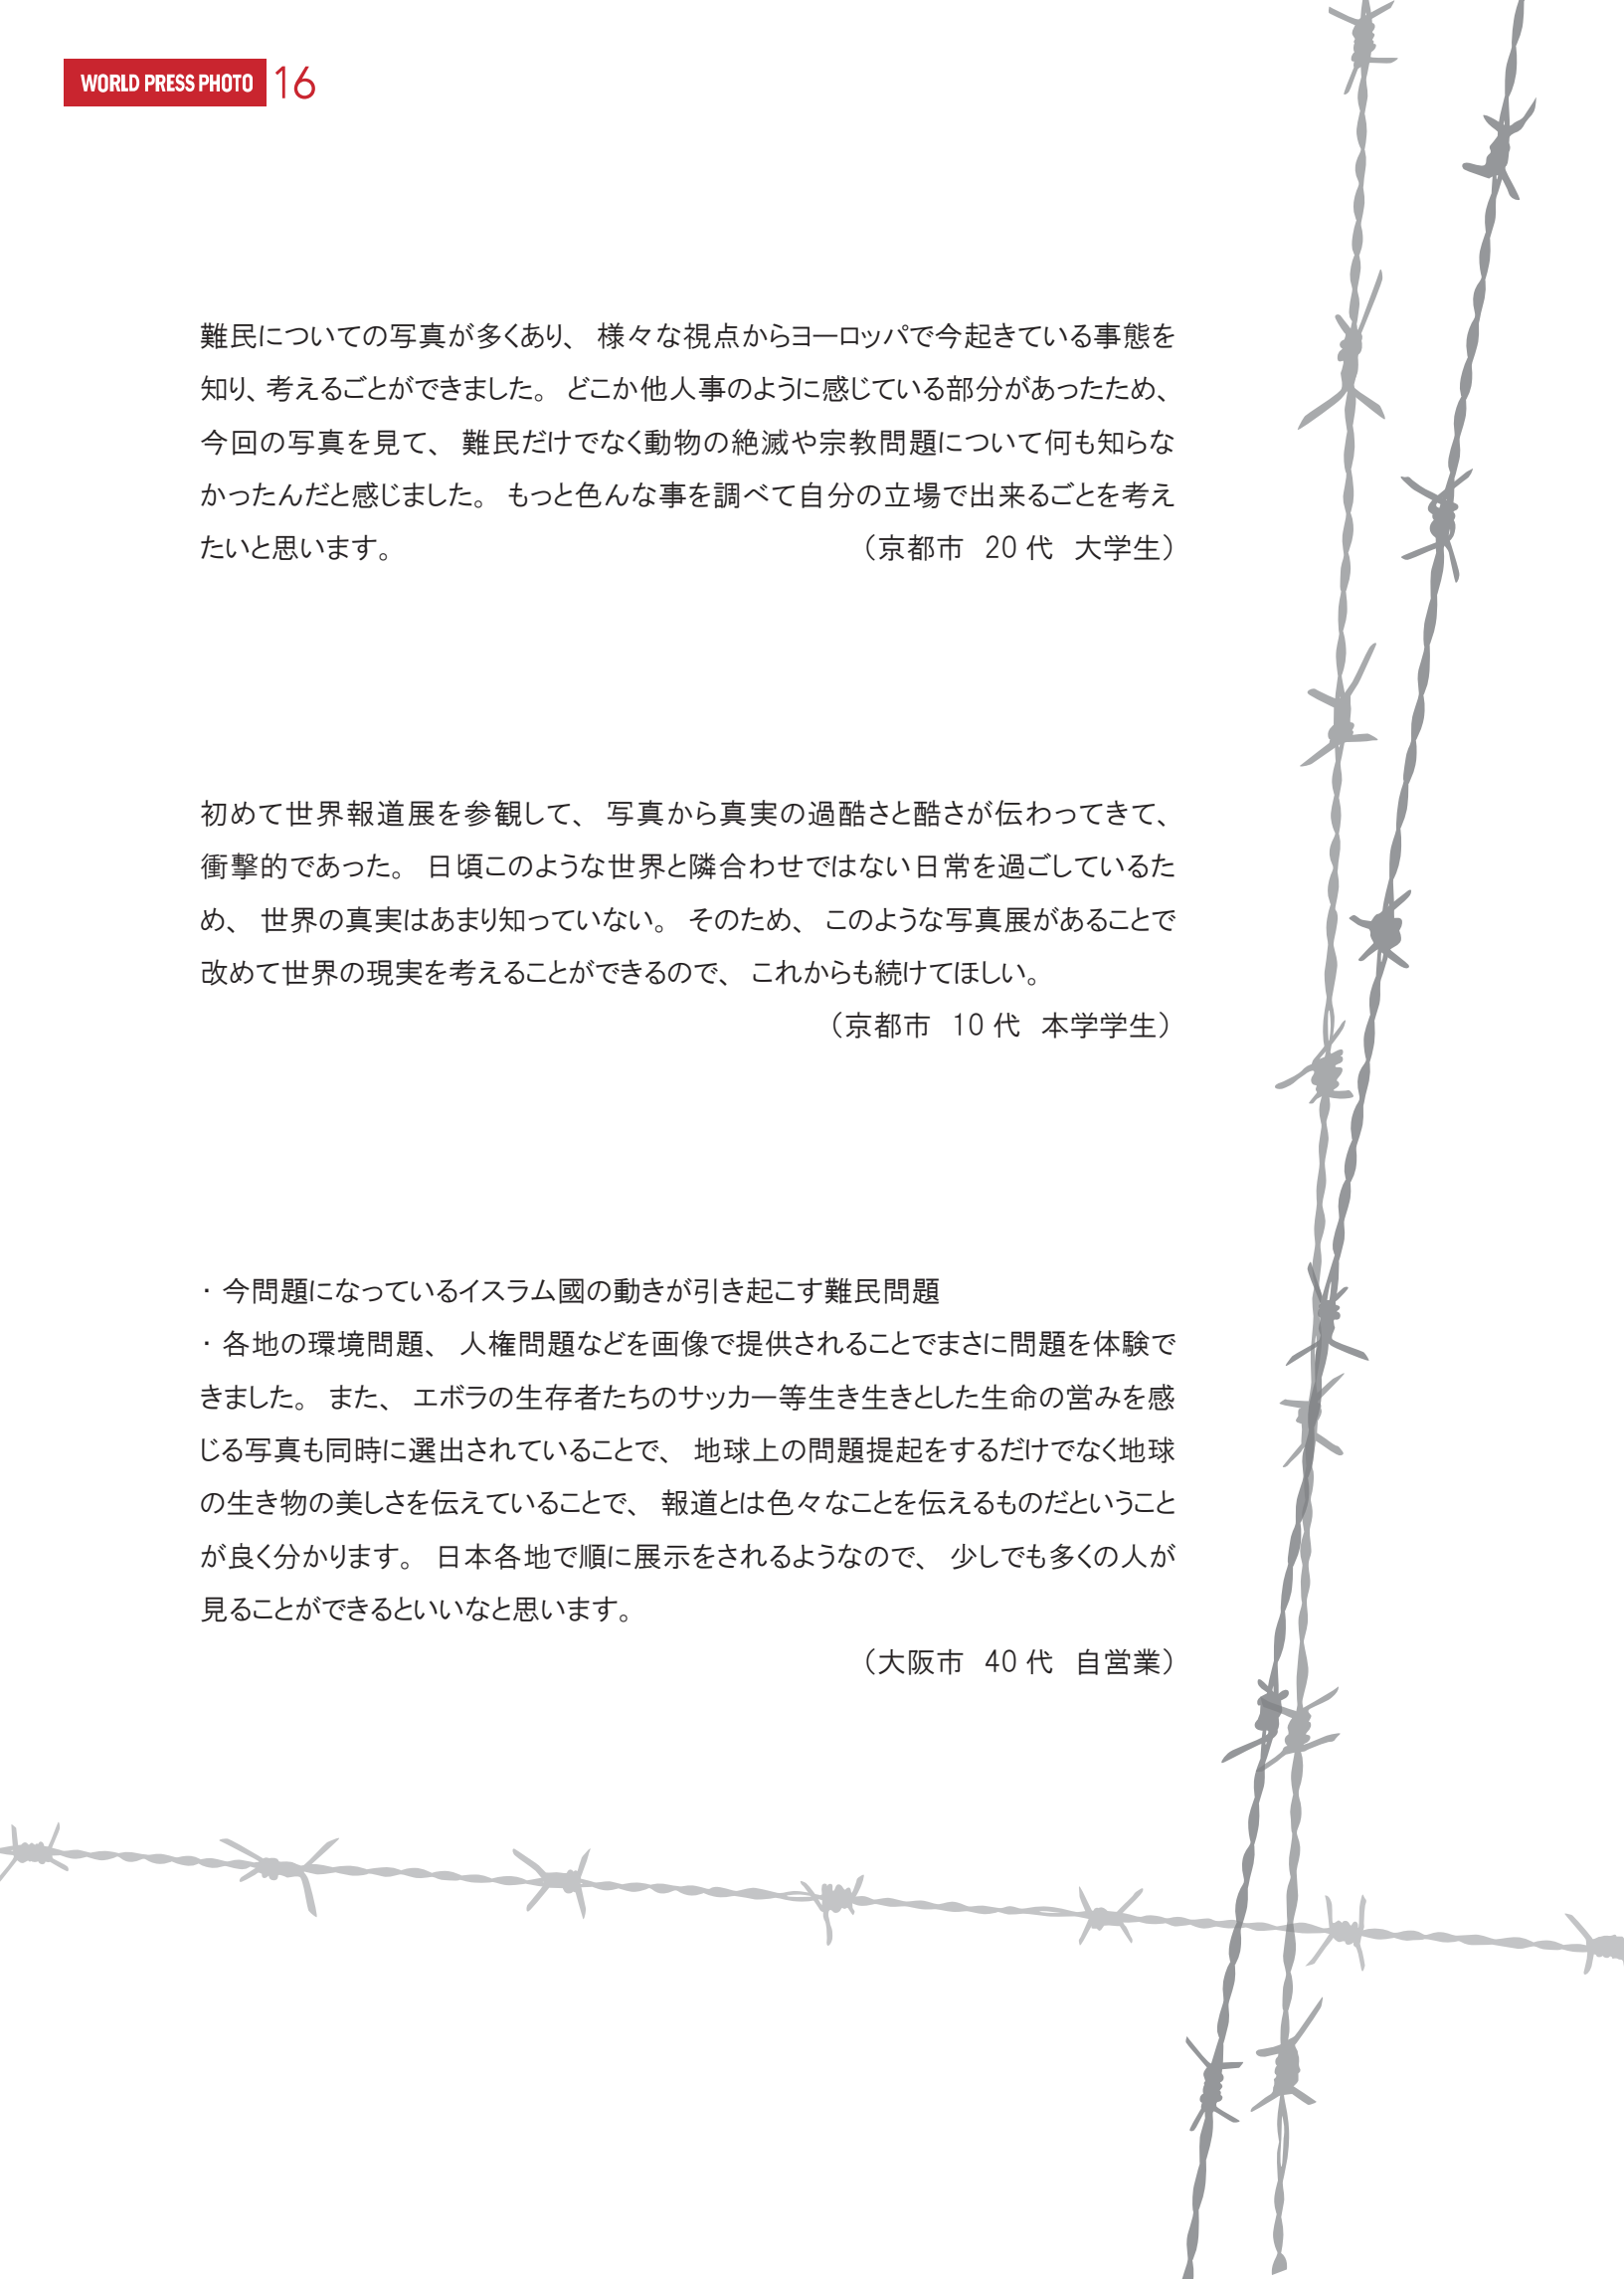 WORLD PRESS PHOTO 16
難民についての写真が多くあり、 様々な視点からヨーロッパで今起きている事態を
知り、考えるごとができました。 どこか他人事のように感じている部分があったため、
今回の写真を見て、 難民だけでなく動物の絶滅や宗教問題について何も知らな
かったんだと感じました。 もっと色んな事を調べて自分の立場で出来るごとを考え
たいと思います。 （京都市 20 代 大学生）
初めて世界報道展を参観して、 写真から真実の過酷さと酷さが伝わってきて、
衝撃的であった。 日頃このような世界と隣合わせではない日常を過ごしているた
め、 世界の真実はあまり知っていない。 そのため、 このような写真展があることで
改めて世界の現実を考えることができるので、 これからも続けてほしい。
（京都市 10 代 本学学生）
・今問題になっているイスラム國の動きが引き起こす難民問題
・各地の環境問題、 人権問題などを画像で提供されることでまさに問題を体験で
きました。 また、 エボラの生存者たちのサッカー等生き生きとした生命の営みを感
じる写真も同時に選出されていることで、 地球上の問題提起をするだけでなく地球
の生き物の美しさを伝えていることで、 報道とは色々なことを伝えるものだということ
が良く分かります。 日本各地で順に展示をされるようなので、 少しでも多くの人が
見ることができるといいなと思います。
（大阪市 40 代 自営業）